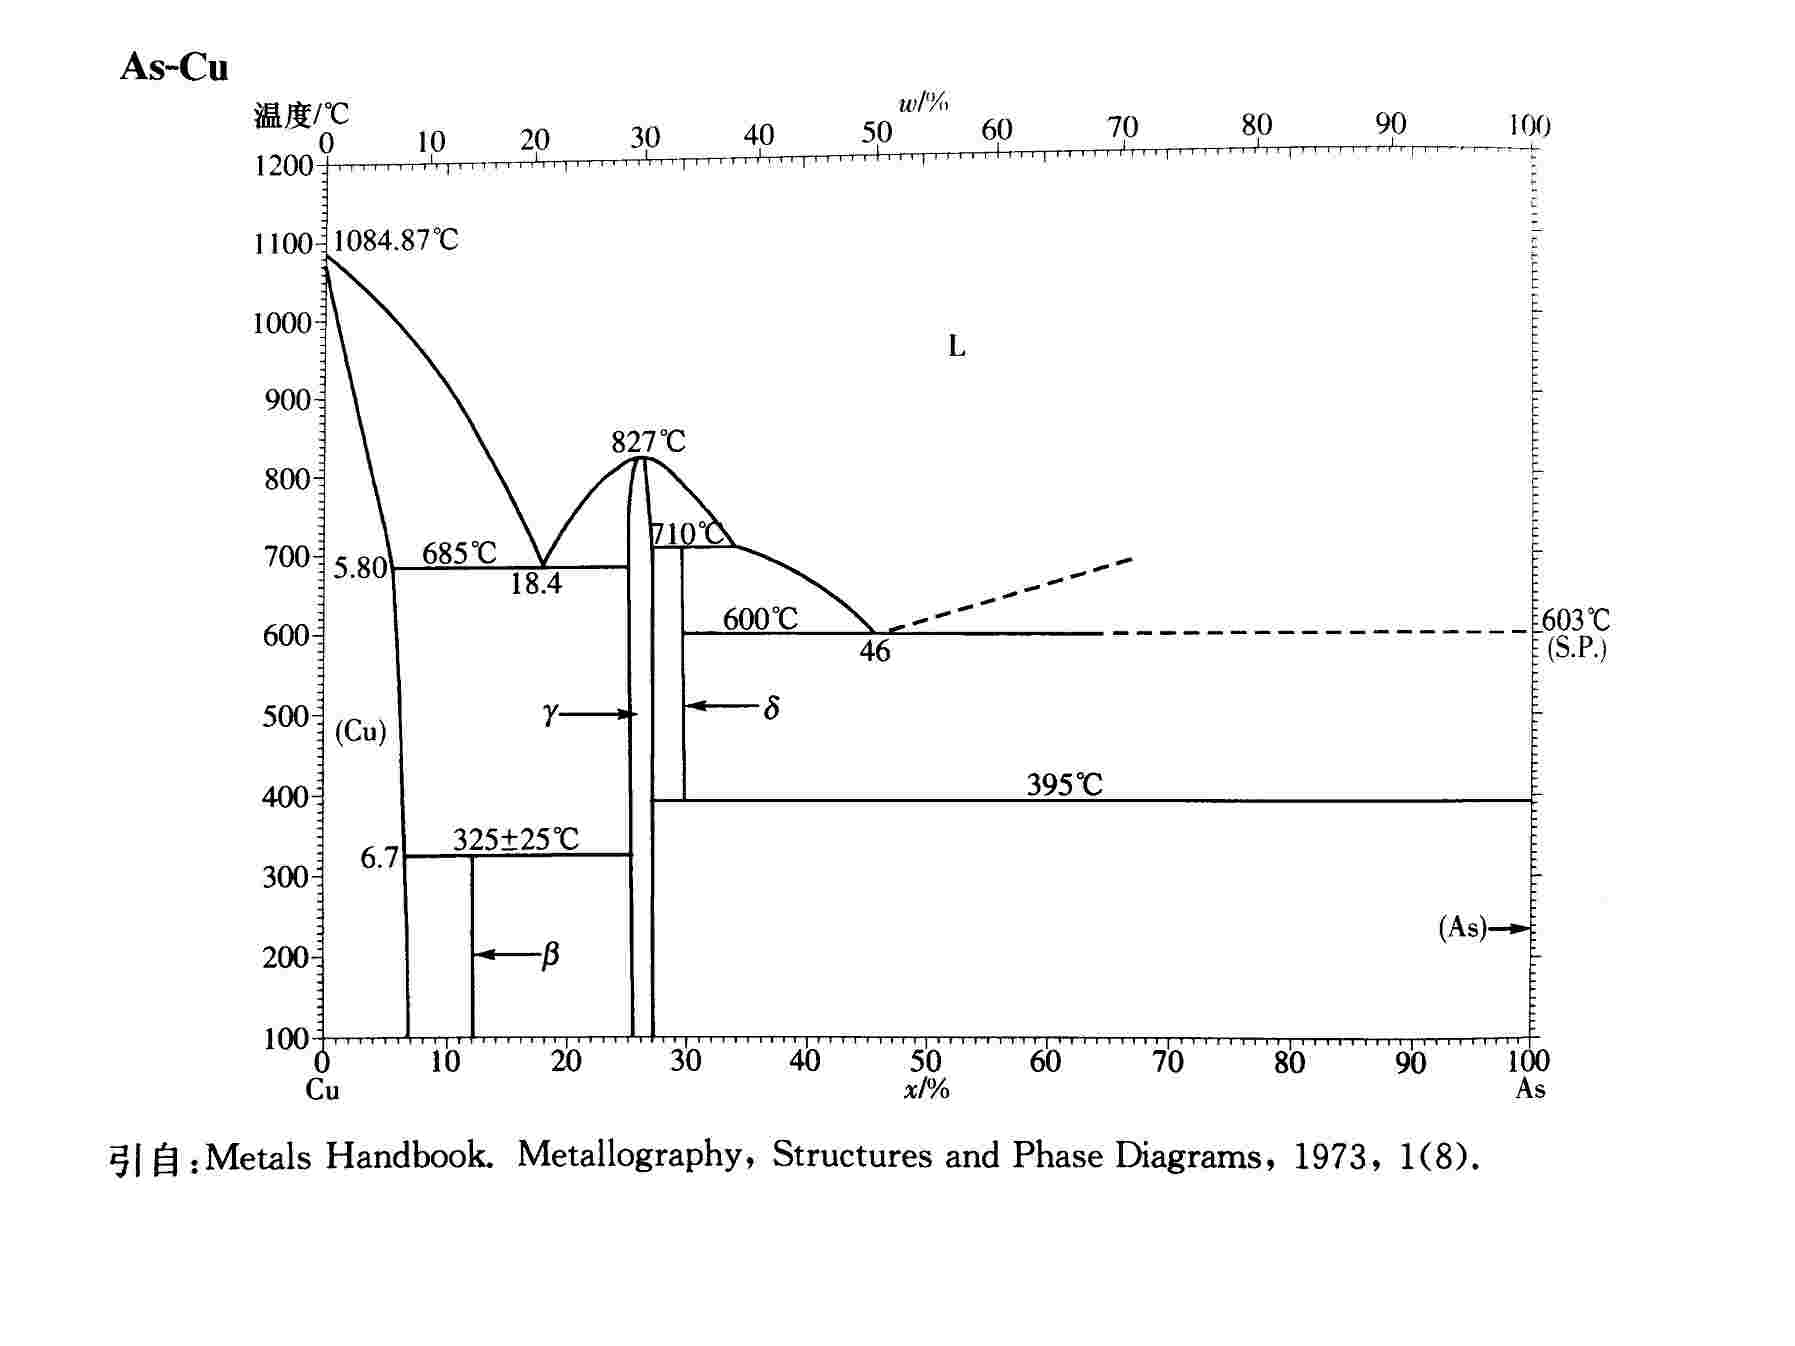 As-Cu
温度/℃
w/%
0 10 20 30 40 50 60 70 80 90 100
1200
1100
1084.87℃
1000
L
900
827℃
800
710℃
700
685℃
5.80
18.4
600℃
603℃
600
46
(S.P.)
γ
δ
500
(Cu)
395℃
400
325±25℃
6.7
300
(As)
β
200
100
0 10 20 30 40 50 60 70 80 90 100
Cu
x/%
As
引自:Metals Handbook. Metallography, Structures and Phase Diagrams, 1973, 1(8).